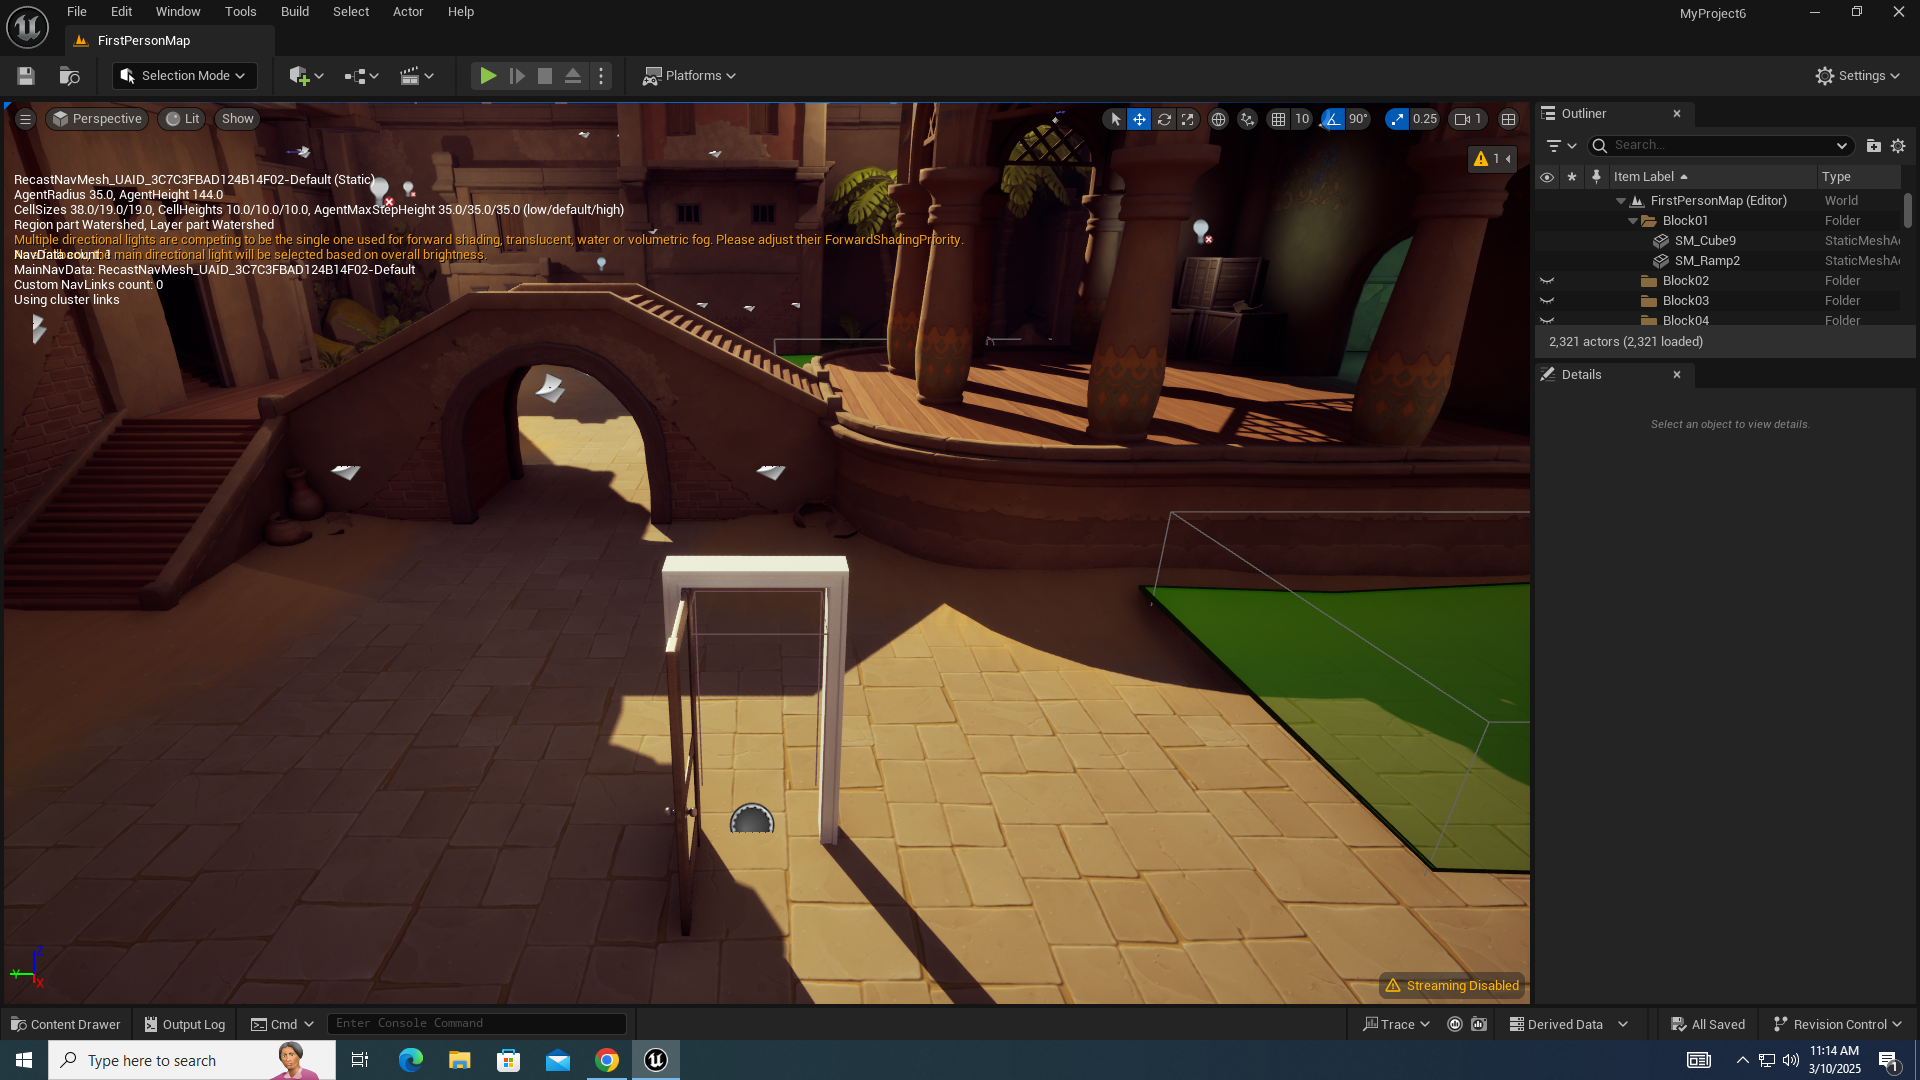 File Edit Window Tools Build Select Actor Help
MyProject6
FirstPersonMap
Selection Mode
Platforms
Settings
Perspective Lit Show
10 90° 0.25 1
1
RecastNavMesh_UAID_3C7C3FBAD124B14F02-Default (Static)
AgentRadius 35.0, AgentHeight 144.0
CellSizes 38.0/19.0/19.0, CellHeights 10.0/10.0/10.0, AgentMaxStepHeight 35.0/35.0/35.0 (low/default/high)
Region part Watershed, Layer part Watershed
Multiple directional lights are competing to be the single one used for forward shading, translucent, water or volumetric fog. Please adjust their ForwardShadingPriority.
NavData count: 1
main directional light will be selected based on overall brightness.
MainNavData: RecastNavMesh_UAID_3C7C3FBAD124B14F02-Default
Custom NavLinks count: 0
Using cluster links
Z
Y
X
Streaming Disabled
Outliner
Search...
Item Label Type
FirstPersonMap (Editor) World
Block01 Folder
SM_Cube9 StaticMeshA
SM_Ramp2 StaticMeshA
Block02 Folder
Block03 Folder
Block04 Folder
2,321 actors (2,321 loaded)
Details
Select an object to view details.
Content Drawer Output Log Cmd Enter Console Command Trace Derived Data All Saved Revision Control
Type here to search
11:14 AM
3/10/2025
1